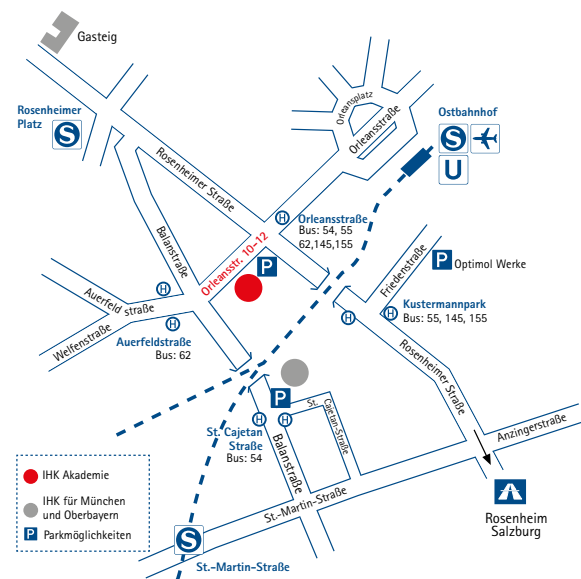 Gasteig
Rosenheimer
Platz
S
Rosenheimer Straße
Orleansplatz
Orleansstraße
Ostbahnhof
S
U
H
Orleansstraße
Bus: 54, 55
62,145,155
Orleansstr. 10–12
P
Balanstraße
H
Auerfeld straße
Welfenstraße
H
Auerfeldstraße
Bus: 62
Friedenstraße
P
Optimol Werke
H
H
Kustermannpark
Bus: 55, 145, 155
Rosenheimer Straße
P
St.
Cajetan-Straße
H
H
St. Cajetan
Straße
Bus: 54
Balanstraße
Anzingerstraße
St.-Martin-Straße
Rosenheim
Salzburg
S
St.-Martin-Straße
IHK Akademie
IHK für München
und Oberbayern
P
Parkmöglichkeiten